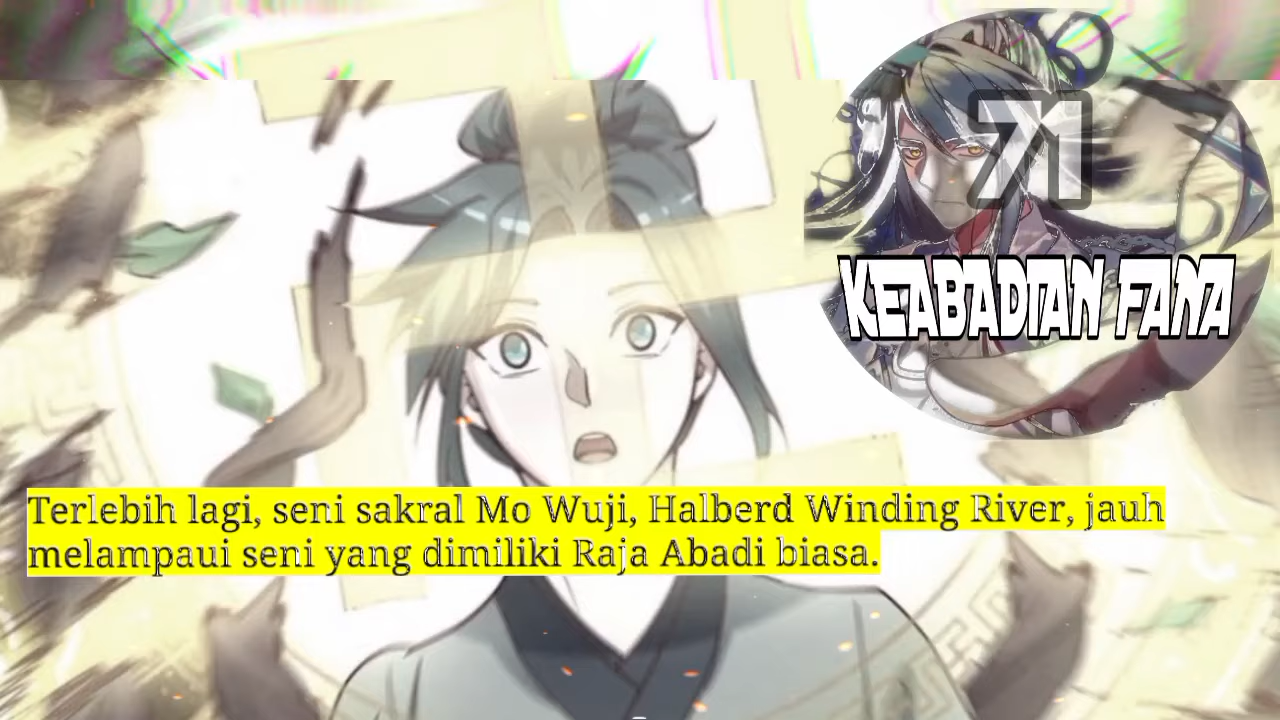 71
KEABADIAN FANA
Terlebih lagi, seni sakral Mo Wuji, Halberd Winding River, jauh
melampaui seni yang dimiliki Raja Abadi biasa.